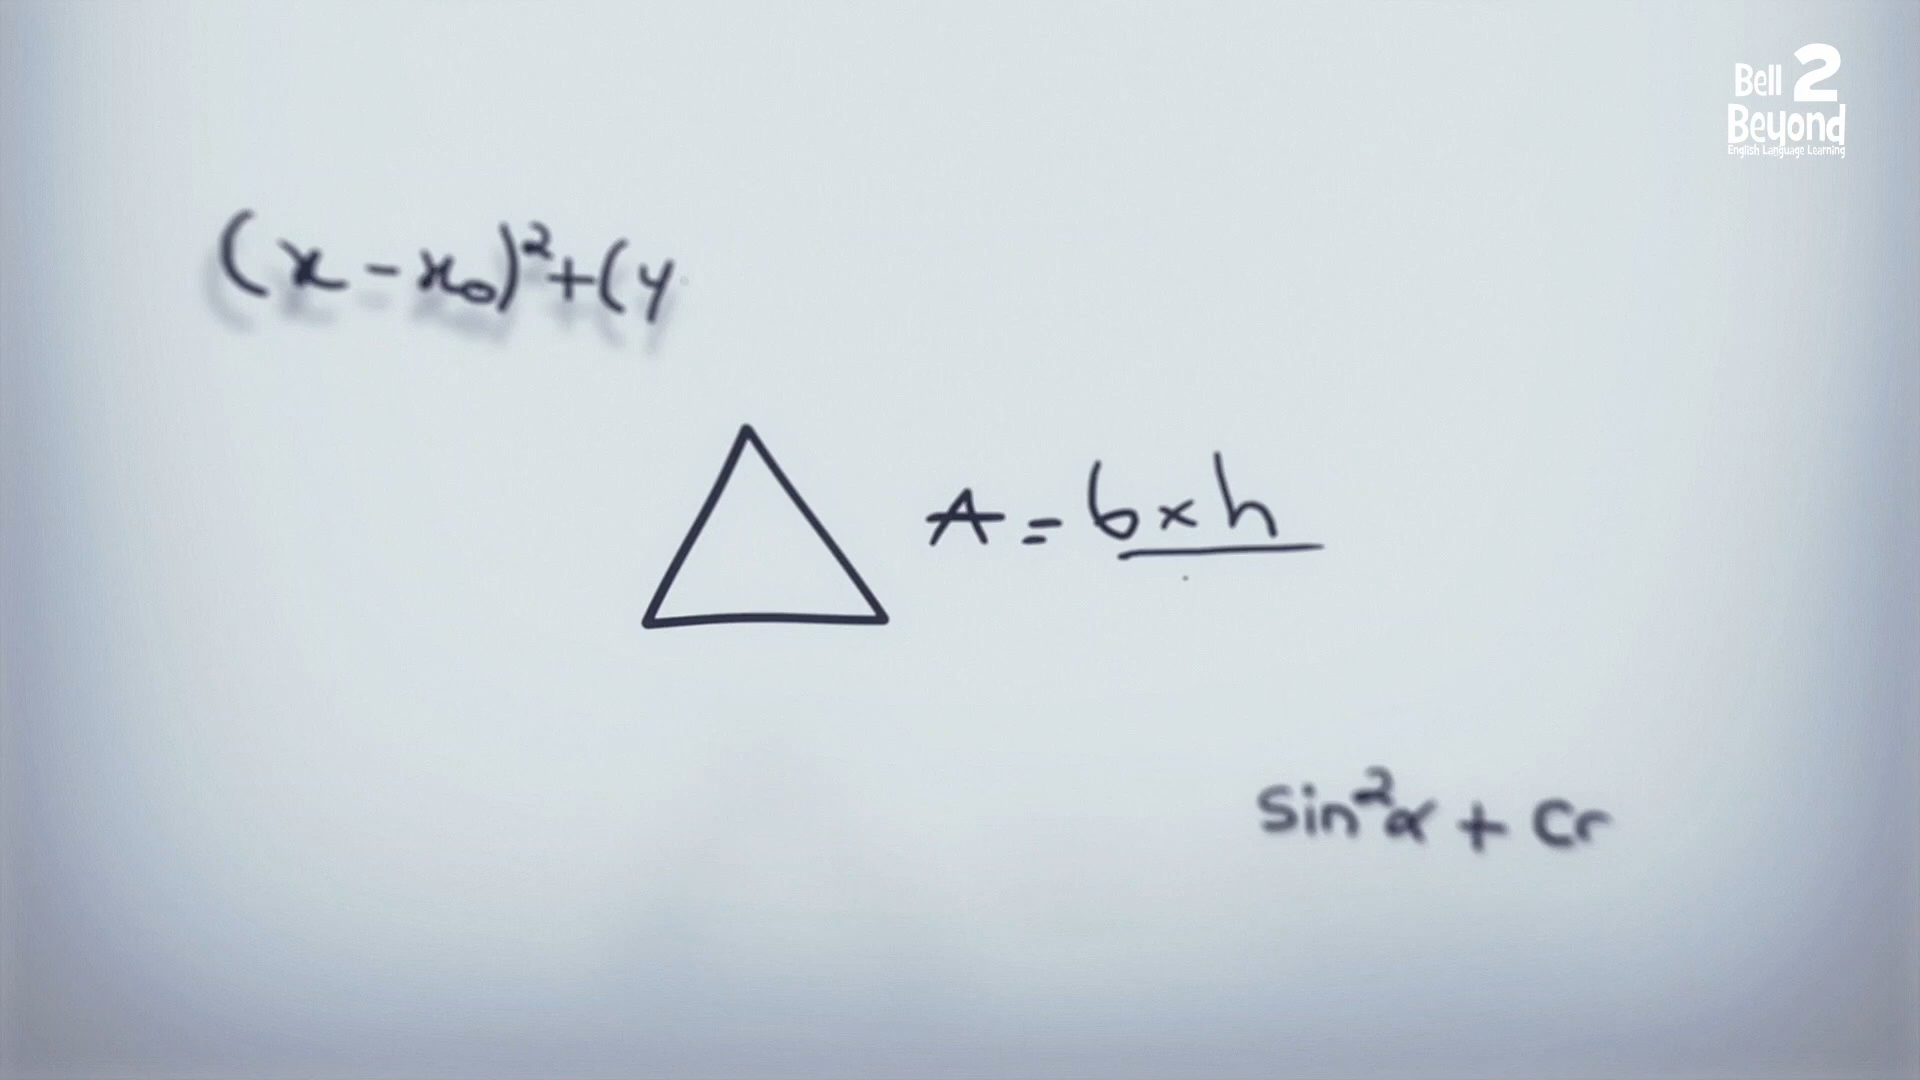 Bell 2
Beyond
English Language Learning
(x - x₀)²+(y
A = b x h
sin²α + cr